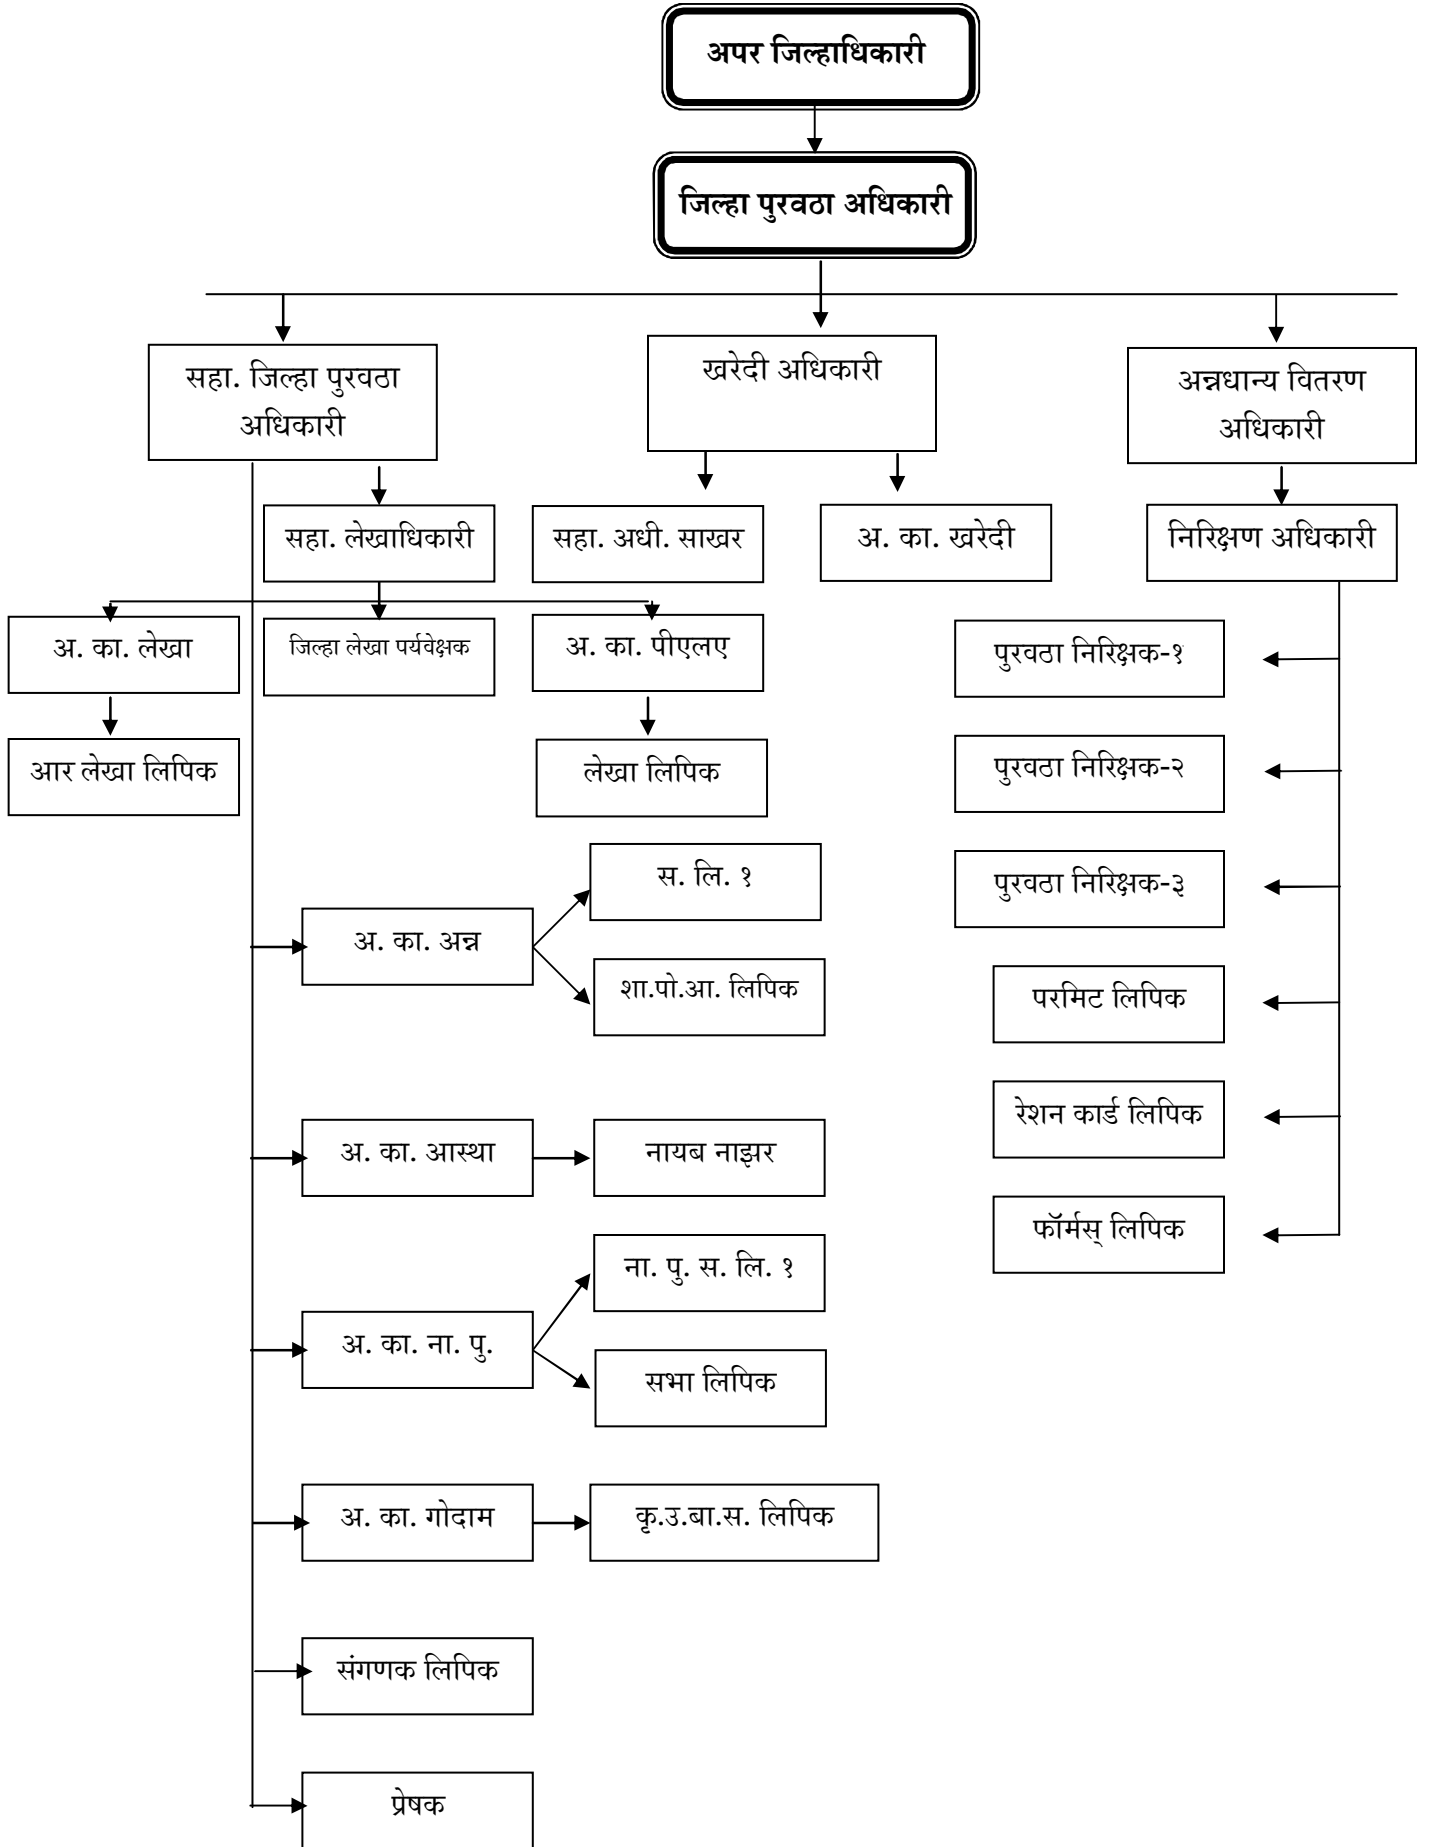 अपर जिल्हाधिकारी
जिल्हा पुरवठा अधिकारी
सहा. जिल्हा पुरवठा
अधिकारी
खरेदी अधिकारी
अन्नधान्य वितरण
अधिकारी
सहा. लेखाधिकारी
सहा. अधी. साखर
अ. का. खरेदी
निरिक्षण अधिकारी
अ. का. लेखा
जिल्हा लेखा पर्यवेक्षक
अ. का. पीएलए
पुरवठा निरिक्षक-१
आर लेखा लिपिक
लेखा लिपिक
पुरवठा निरिक्षक-२
स. लि. १
पुरवठा निरिक्षक-३
अ. का. अन्न
शा.पो.आ. लिपिक
परमिट लिपिक
अ. का. आस्था
नायब नाझर
रेशन कार्ड लिपिक
ना. पु. स. लि. १
फॉर्मस् लिपिक
अ. का. ना. पु.
सभा लिपिक
अ. का. गोदाम
कृ.उ.बा.स. लिपिक
संगणक लिपिक
प्रेषक